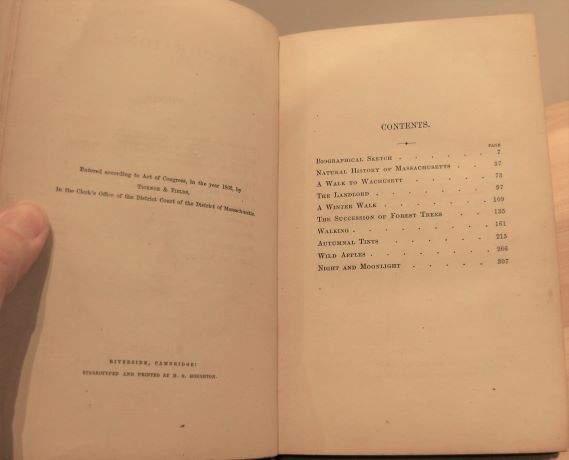 Entered according to Act of Congress, in the year 1862, by
Ticknor & Fields,
In the Clerk's Office of the District Court of the District of Massachusetts.
RIVERSIDE, CAMBRIDGE:
STEREOTYPED AND PRINTED BY H. O. HOUGHTON.
CONTENTS.
PAGE
Biographical Sketch . . . . . . 7
Natural History of Massachusetts . . 37
A Walk to Wachusett . . . . . 73
The Landlord . . . . . . . 97
A Winter Walk . . . . . . 109
The Succession of Forest Trees . . . 135
Walking . . . . . . . . 161
Autumnal Tints . . . . . . 215
Wild Apples . . . . . . . 266
Night and Moonlight . . . . . 307